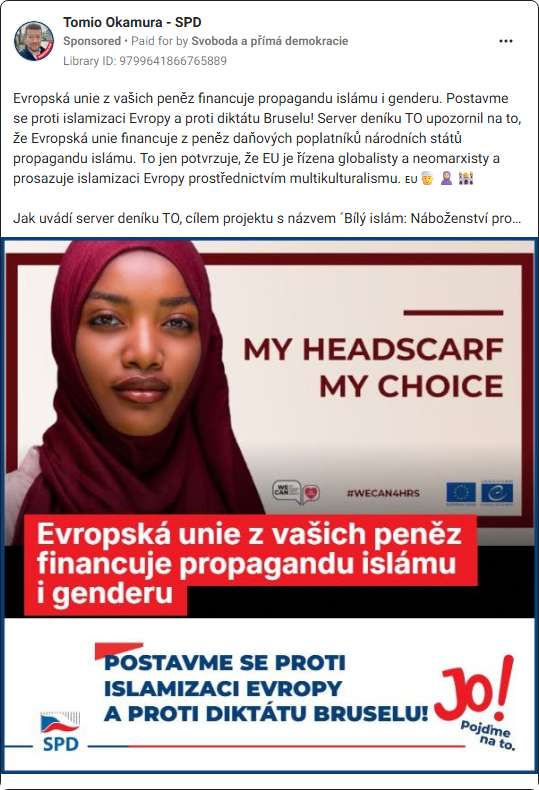 Tomio Okamura - SPD
Sponsored • Paid for by Svoboda a přímá demokracie
Library ID: 9799641866765889
Evropská unie z vašich peněz financuje propagandu islámu i genderu. Postavme
se proti islamizaci Evropy a proti diktátu Bruselu! Server deníku TO upozornil na to,
že Evropská unie financuje z peněz daňových poplatníků národních států
propagandu islámu. To jen potvrzuje, že EU je řízena globalisty a neomarxisty a
prosazuje islamizaci Evropy prostřednictvím multikulturalismu. EU
Jak uvádí server deníku TO, cílem projektu s názvem ´Bílý islám: Náboženství pro...
MY HEADSCARF
MY CHOICE
WE CAN
#WECAN4HRS
Evropská unie z vašich peněz
financuje propagandu islámu
i genderu
POSTAVME SE PROTI
ISLAMIZACI EVROPY
A PROTI DIKTÁTU BRUSELU!
SPD
Jo!
Pojďme
na to.